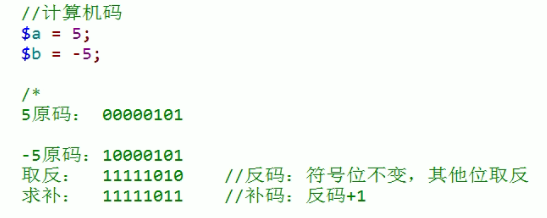 //计算机码
$a = 5;
$b = -5;
/*
5原码： 00000101
-5原码：10000101
取反： 11111010 //反码：符号位不变，其他位取反
求补： 11111011 //补码：反码+1